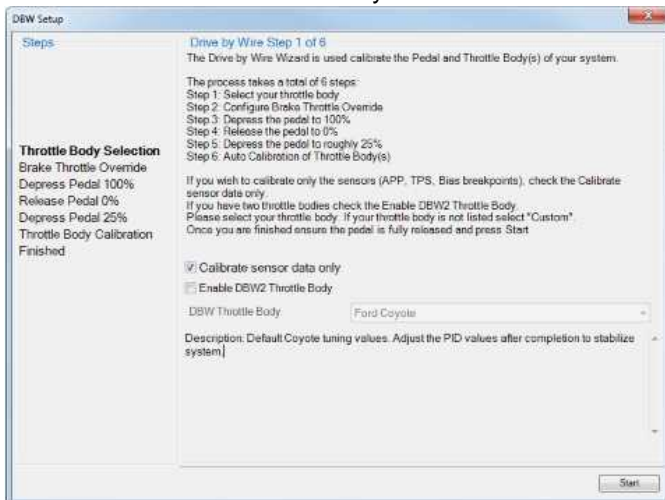 DBW Setup
Steps
Throttle Body Selection
Brake Throttle Override
Depress Pedal 100%
Release Pedal 0%
Depress Pedal 25%
Throttle Body Calibration
Finished
Drive by Wire Step 1 of 6
The Drive by Wire Wizard is used calibrate the Pedal and Throttle Body(s) of your system.
The process takes a total of 6 steps:
Step 1: Select your throttle body
Step 2: Configure Brake Throttle Override
Step 3: Depress the pedal to 100%
Step 4: Release the pedal to 0%
Step 5: Depress the pedal to roughly 25%
Step 6: Auto Calibration of Throttle Body(s)
If you wish to calibrate only the sensors (APP, TPS, Bias breakpoints), check the Calibrate
sensor data only.
If you have two throttle bodies check the Enable DBW2 Throttle Body.
Please select your throttle body. If your throttle body is not listed select "Custom".
Once you are finished ensure the pedal is fully released and press Start
Calibrate sensor data only
Enable DBW2 Throttle Body
DBW Throttle Body
Ford Coyote
Description: Default Coyote tuning values. Adjust the PID values after completion to stabilize
system.
Start